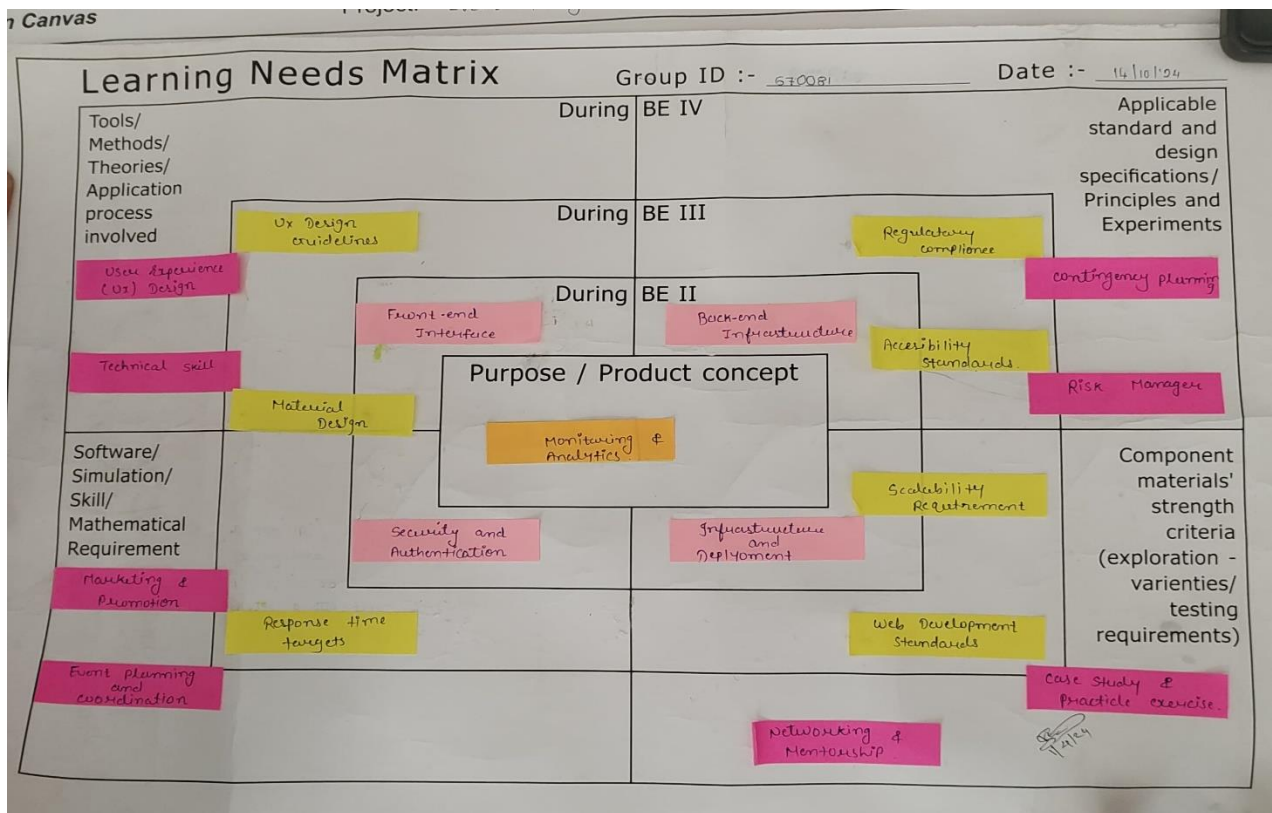 n Canvas
Learning Needs Matrix
Group ID :- 670081
Date :- 14/10/24
Tools/
Methods/
Theories/
Application
process
involved
During BE IV
Applicable
standard and
design
specifications/
Principles and
Experiments
During BE III
Ux Design
Guidelines
Regulatory
complience
User Experience
(UX) Design
contingency planning
During BE II
Front-end
Interface
Back-end
Infrastructure
Accesibility
Standards.
Technical skill
Purpose / Product concept
Risk Manager
Material
Design
Monitoring &
Analytics
Software/
Simulation/
Skill/
Mathematical
Requirement
Component
materials'
strength
criteria
(exploration -
varienties/
testing
requirements)
Scalability
Requirement
Security and
Authentication
Infrastructure
and
Deplyoment
Marketing &
Promotion
Response time
targets
Web Development
Standards
Event planning
and
coordination
Case study &
Practicle exercise.
Networking &
Mentorship